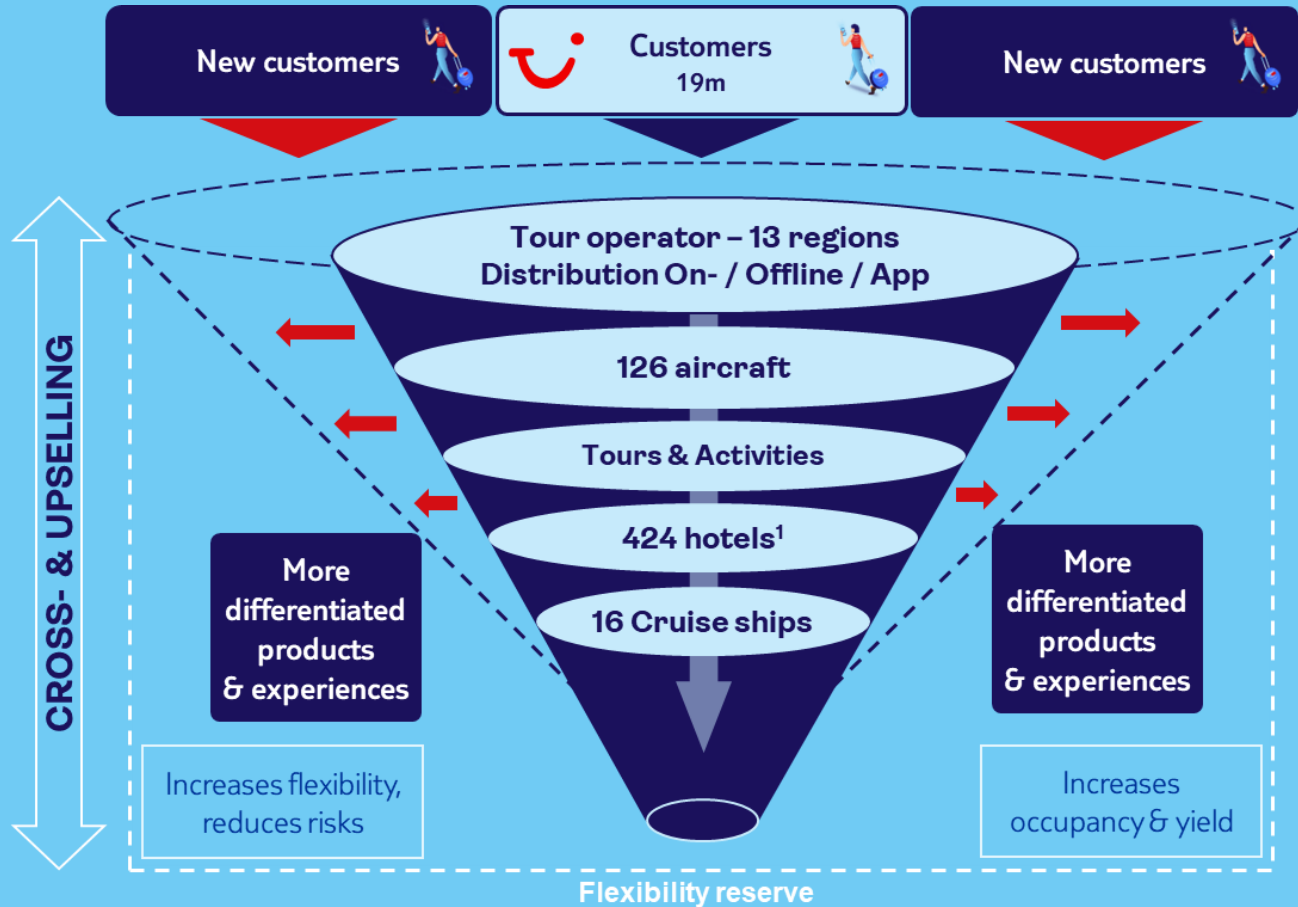 New customers
Customers
19m
New customers
CROSS- & UPSELLING
Tour operator – 13 regions
Distribution On- / Offline / App
126 aircraft
Tours & Activities
424 hotels¹
16 Cruise ships
More
differentiated
products
& experiences
More
differentiated
products
& experiences
Increases flexibility,
reduces risks
Increases
occupancy & yield
Flexibility reserve